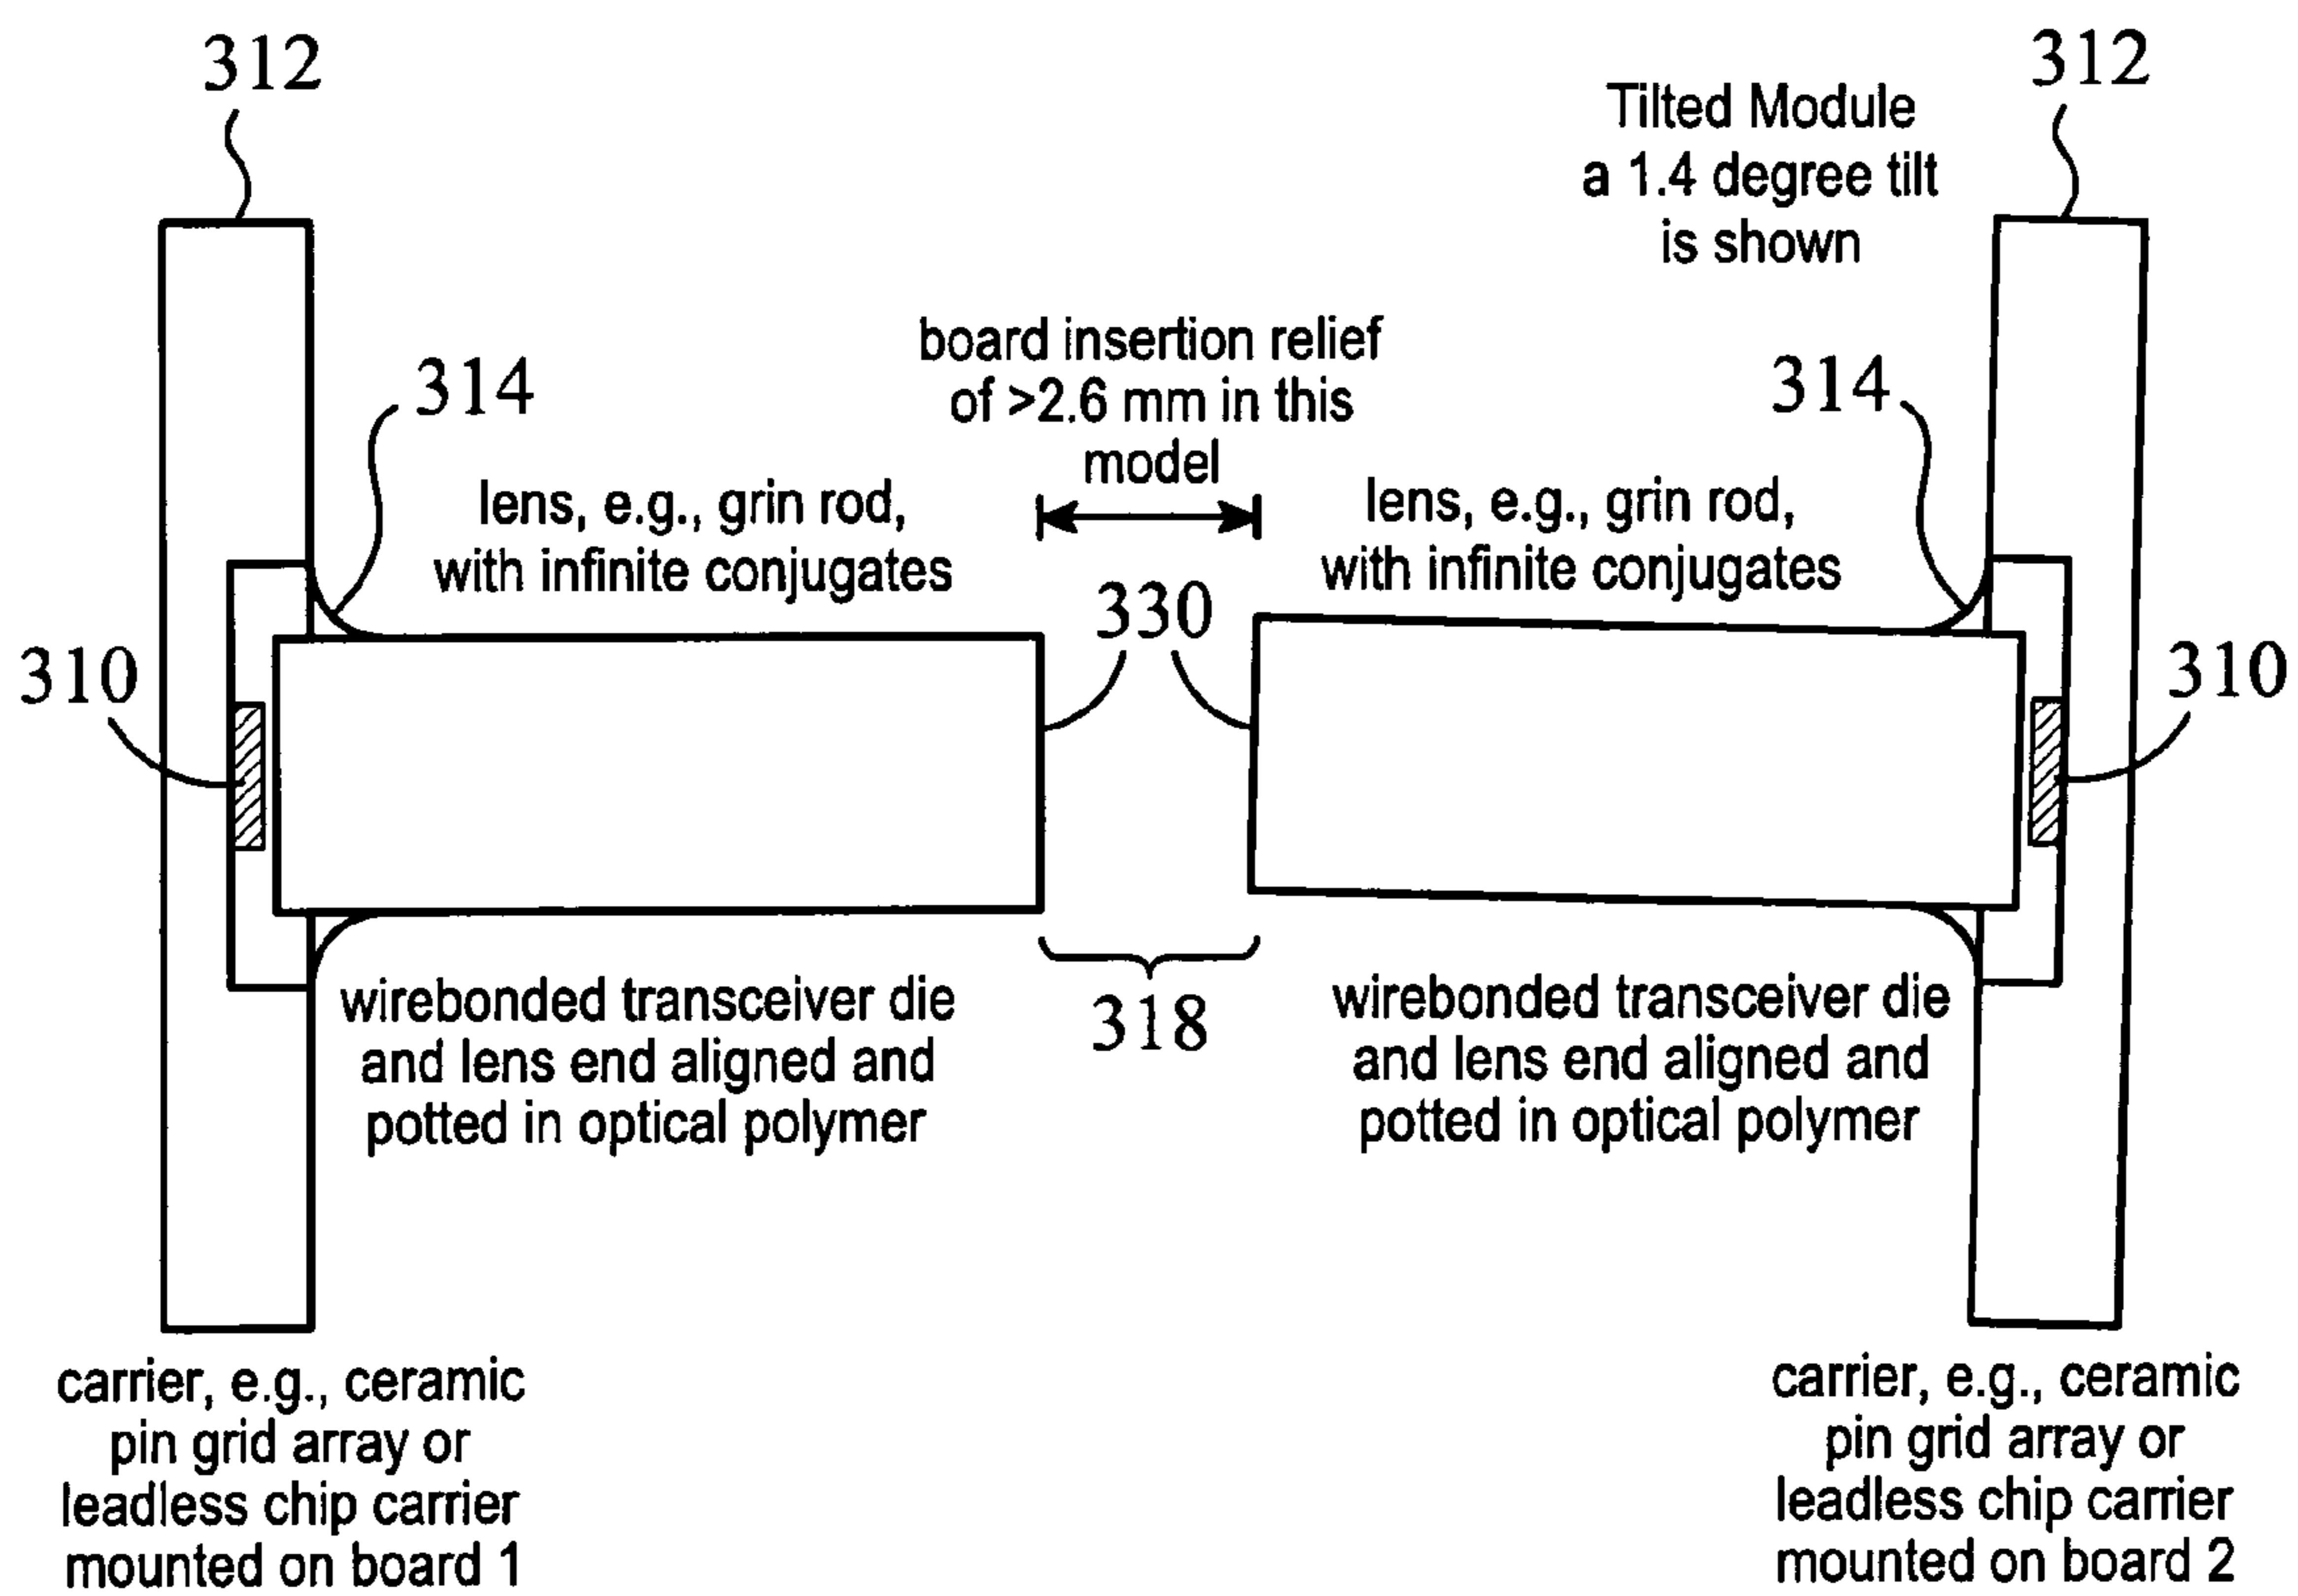 312
312
Tilted Module
a 1.4 degree tilt
is shown
board insertion relief
of >2.6 mm in this
model
314
314
lens, e.g., grin rod,
with infinite conjugates
lens, e.g., grin rod,
with infinite conjugates
330
310
310
318
wirebonded transceiver die
and lens end aligned and
potted in optical polymer
wirebonded transceiver die
and lens end aligned and
potted in optical polymer
carrier, e.g., ceramic
pin grid array or
leadless chip carrier
mounted on board 1
carrier, e.g., ceramic
pin grid array or
leadless chip carrier
mounted on board 2